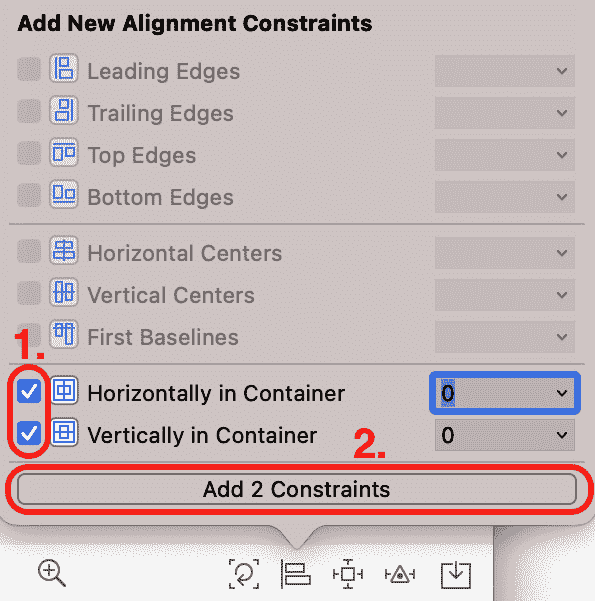 Add New Alignment Constraints
Leading Edges
Trailing Edges
Top Edges
Bottom Edges
Horizontal Centers
Vertical Centers
First Baselines
1.
Horizontally in Container 0
Vertically in Container 0
2.
Add 2 Constraints